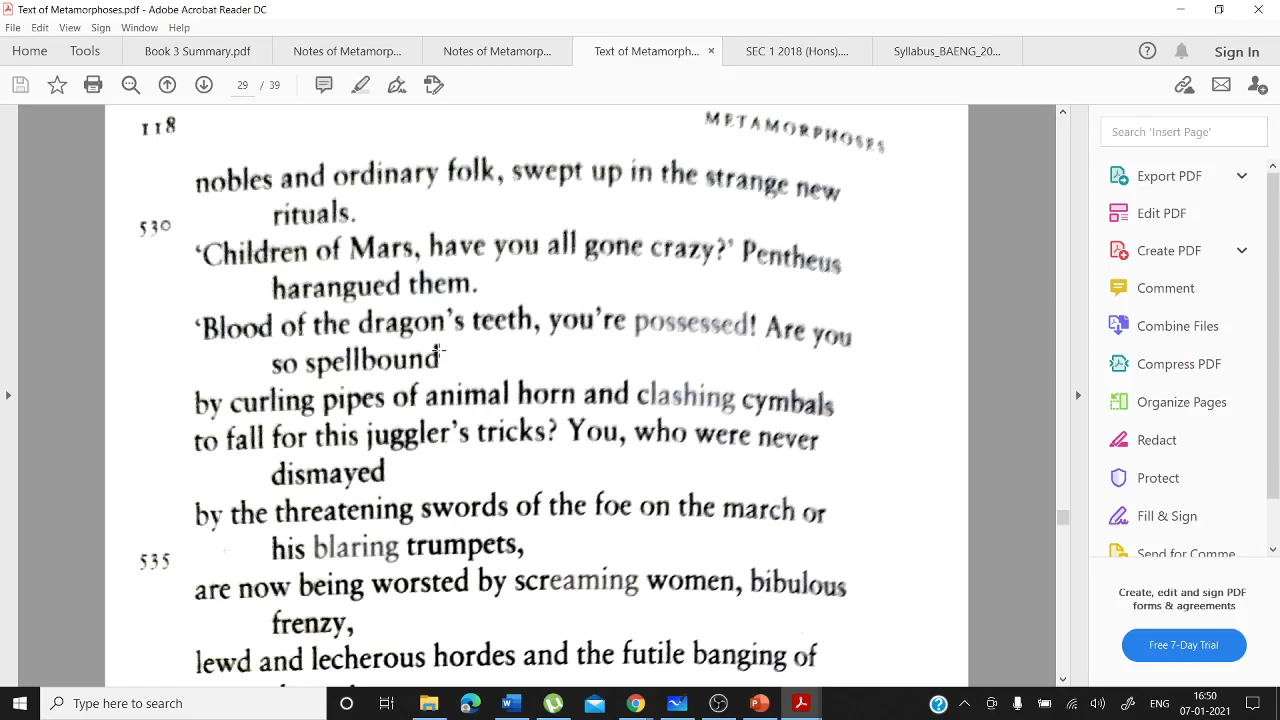 Text of Metamorphoses.pdf - Adobe Acrobat Reader DC
File Edit View Sign Window Help
Home Tools Book 3 Summary.pdf Notes of Metamorp... Notes of Metamorp... Text of Metamorph... × SEC 1 2018 (Hons).... Syllabus_BAENG_20... Sign In
29 / 39
118 METAMORPHOSES
nobles and ordinary folk, swept up in the strange new
530 rituals.
‘Children of Mars, have you all gone crazy?’ Pentheus
harangued them.
‘Blood of the dragon’s teeth, you’re possessed! Are you
so spellbound
by curling pipes of animal horn and clashing cymbals
to fall for this juggler’s tricks? You, who were never
dismayed
by the threatening swords of the foe on the march or
535 his blaring trumpets,
are now being worsted by screaming women, bibulous
frenzy,
lewd and lecherous hordes and the futile banging of
Search 'Insert Page'
Export PDF
Edit PDF
Create PDF
Comment
Combine Files
Compress PDF
Organize Pages
Redact
Protect
Fill & Sign
Send for Comme
Create, edit and sign PDF
forms & agreements
Free 7-Day Trial
Type here to search
16:50
07-01-2021